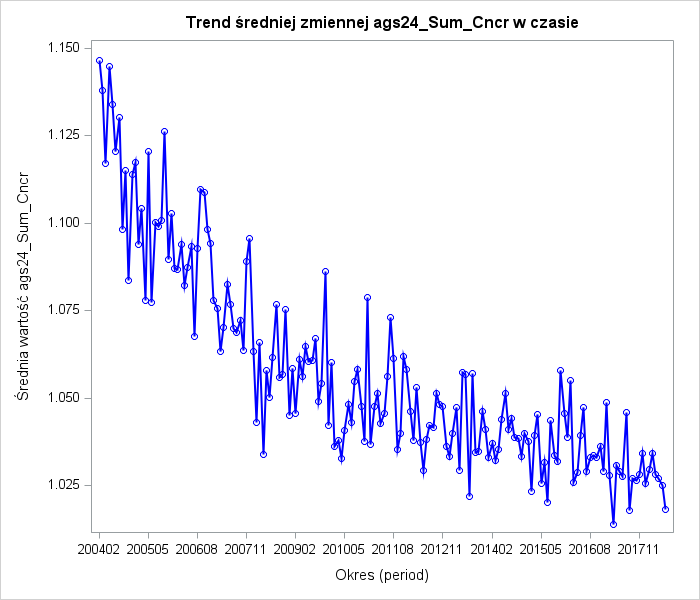 Trend średniej zmiennej ags24_Sum_Cncr w czasie
1.150
1.125
1.100
1.075
1.050
1.025
Średnia wartość ags24_Sum_Cncr
200402 200505 200608 200711 200902 201005 201108 201211 201402 201505 201608 201711
Okres (period)